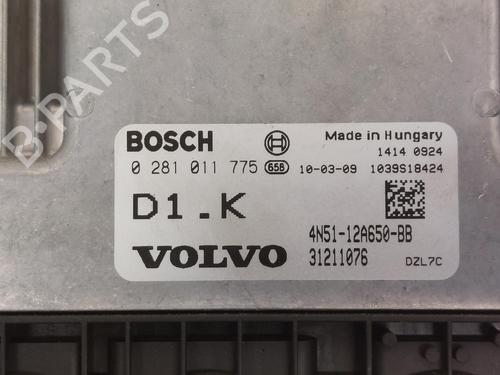 B-PARTS
BOSCH Made in Hungary
1414 0924
0 281 011 775 658 10-03-09 1039S18424
D1.K
4N51-12A650-BB
VOLVO 31211076 DZL7C